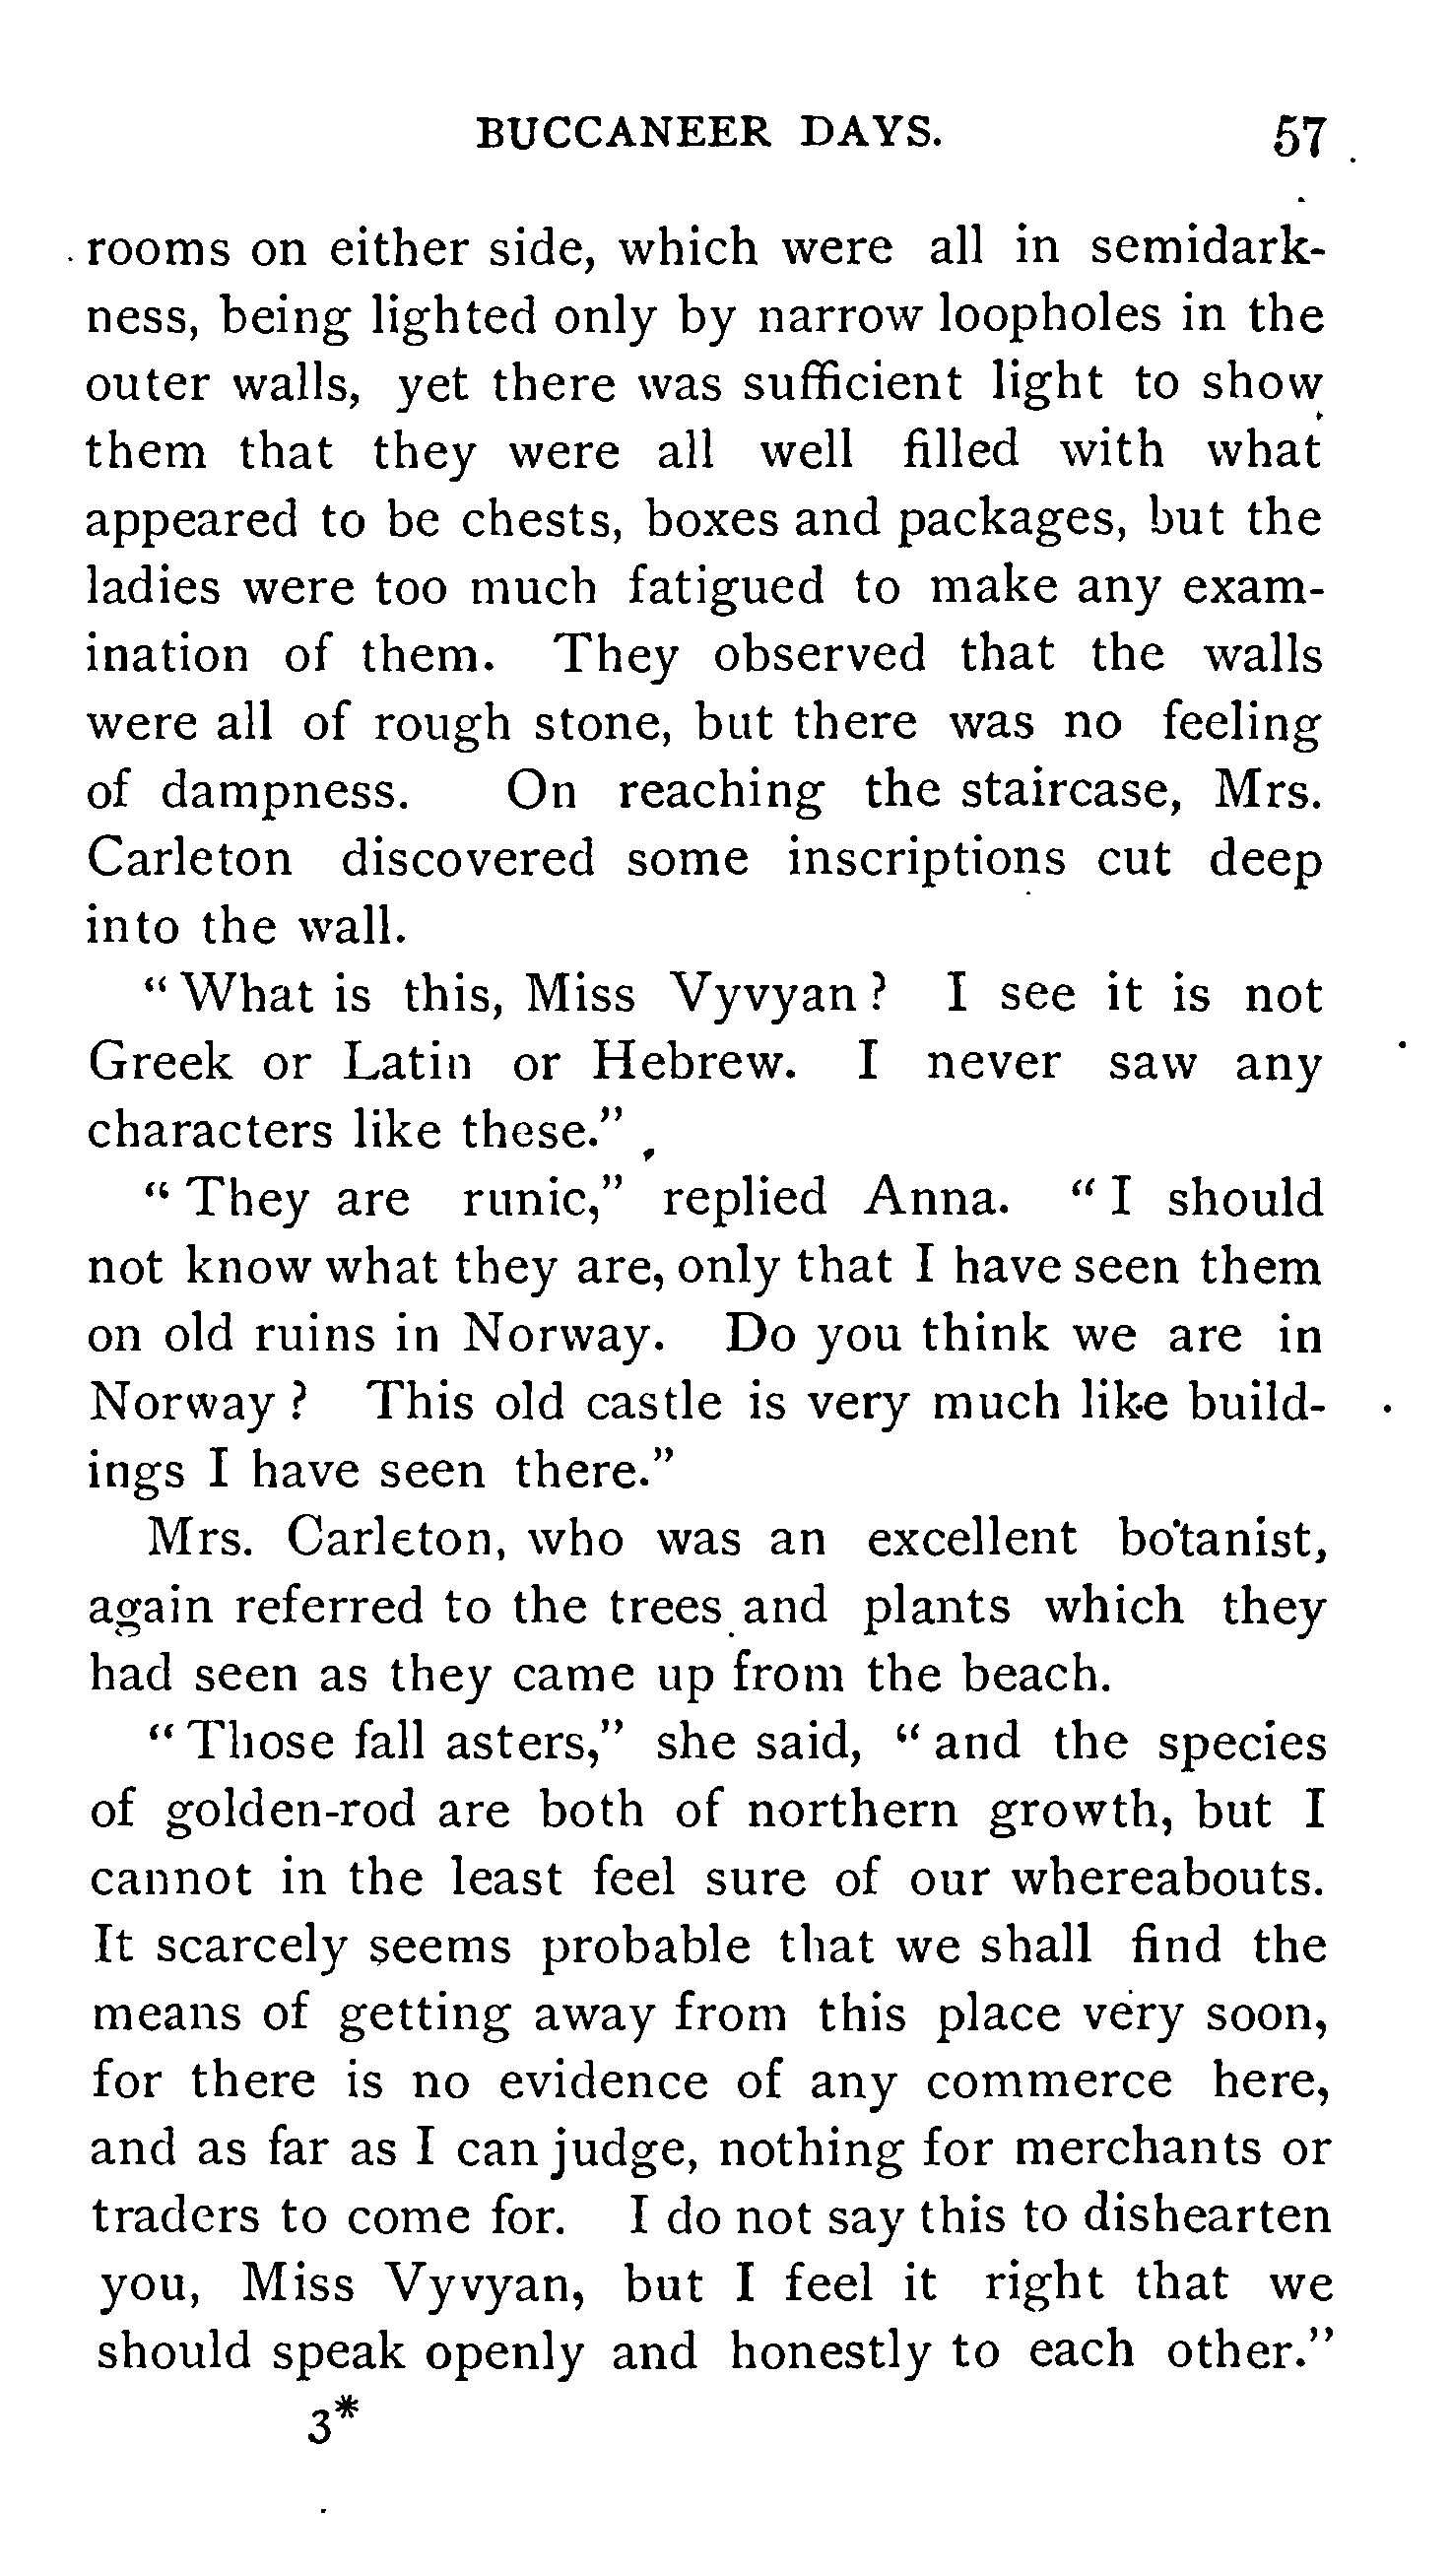 BUCCANEER DAYS. 57
rooms on either side, which were all in semidark-
ness, being lighted only by narrow loopholes in the
outer walls, yet there was sufficient light to show
them that they were all well filled with what
appeared to be chests, boxes and packages, but the
ladies were too much fatigued to make any exam-
ination of them. They observed that the walls
were all of rough stone, but there was no feeling
of dampness. On reaching the staircase, Mrs.
Carleton discovered some inscriptions cut deep
into the wall.
“What is this, Miss Vyvyan? I see it is not
Greek or Latin or Hebrew. I never saw any
characters like these.”
“They are runic,” replied Anna. “I should
not know what they are, only that I have seen them
on old ruins in Norway. Do you think we are in
Norway? This old castle is very much like build-
ings I have seen there.”
Mrs. Carleton, who was an excellent botanist,
again referred to the trees and plants which they
had seen as they came up from the beach.
“Those fall asters,” she said, “and the species
of golden-rod are both of northern growth, but I
cannot in the least feel sure of our whereabouts.
It scarcely seems probable that we shall find the
means of getting away from this place very soon,
for there is no evidence of any commerce here,
and as far as I can judge, nothing for merchants or
traders to come for. I do not say this to dishearten
you, Miss Vyvyan, but I feel it right that we
should speak openly and honestly to each other.”
3*